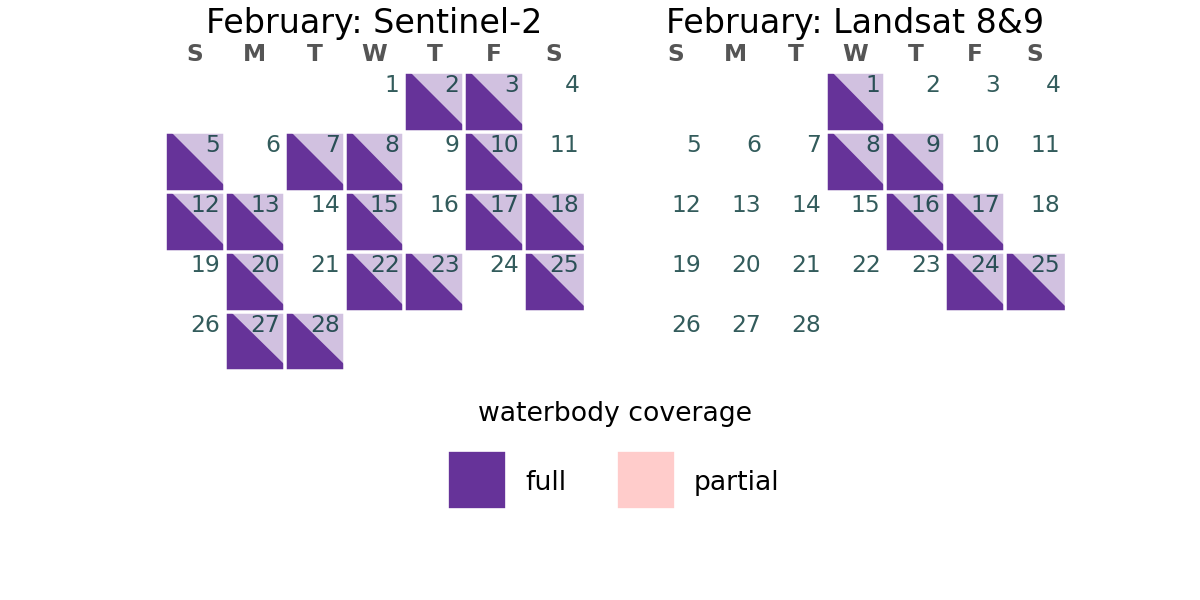 February: Sentinel-2
S M T W T F S
1 2 3 4
5 6 7 8 9 10 11
12 13 14 15 16 17 18
19 20 21 22 23 24 25
26 27 28
February: Landsat 8&9
S M T W T F S
1 2 3 4
5 6 7 8 9 10 11
12 13 14 15 16 17 18
19 20 21 22 23 24 25
26 27 28
waterbody coverage
full partial